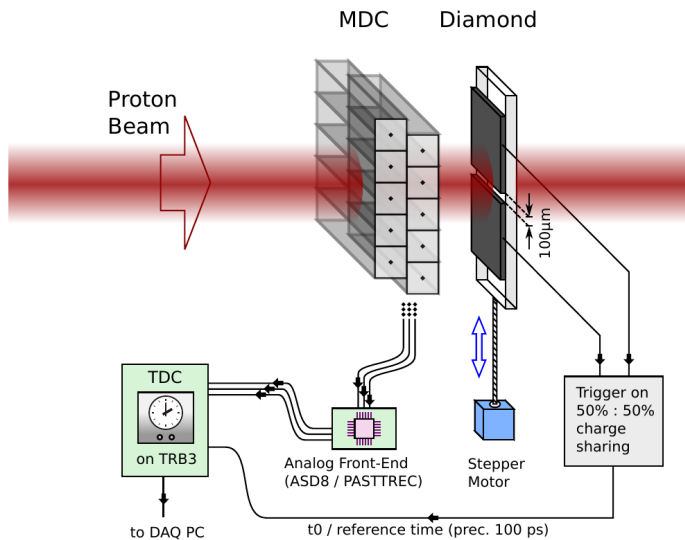 MDC
Diamond
Proton
Beam
100μm
TDC
on TRB3
to DAQ PC
Analog Front-End
(ASD8 / PASTTREC)
Stepper
Motor
Trigger on
50% : 50%
charge
sharing
t0 / reference time (prec. 100 ps)